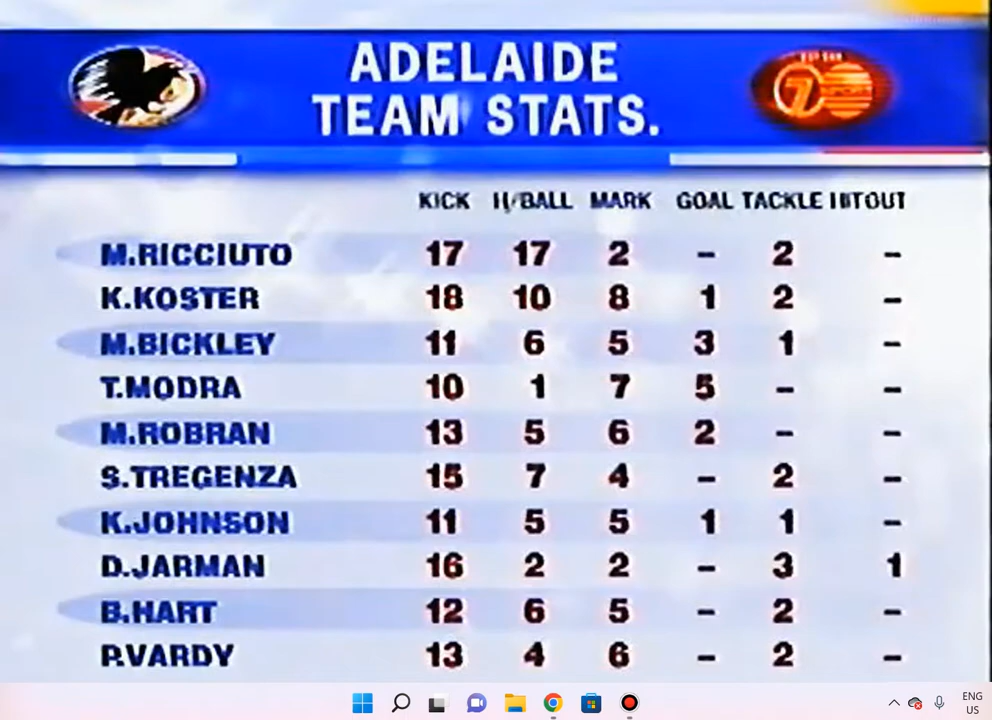 ADELAIDE
TEAM STATS.
7 SPORT
KICK H/BALL MARK GOAL TACKLE HITOUT
M.RICCIUTO 17 17 2 – 2 –
K.KOSTER 18 10 8 1 2 –
M.BICKLEY 11 6 5 3 1 –
T.MODRA 10 1 7 5 – –
M.ROBRAN 13 5 6 2 – –
S.TREGENZA 15 7 4 – 2 –
K.JOHNSON 11 5 5 1 1 –
D.JARMAN 16 2 2 – 3 1
B.HART 12 6 5 – 2 –
P.VARDY 13 4 6 – 2 –
ENG
US